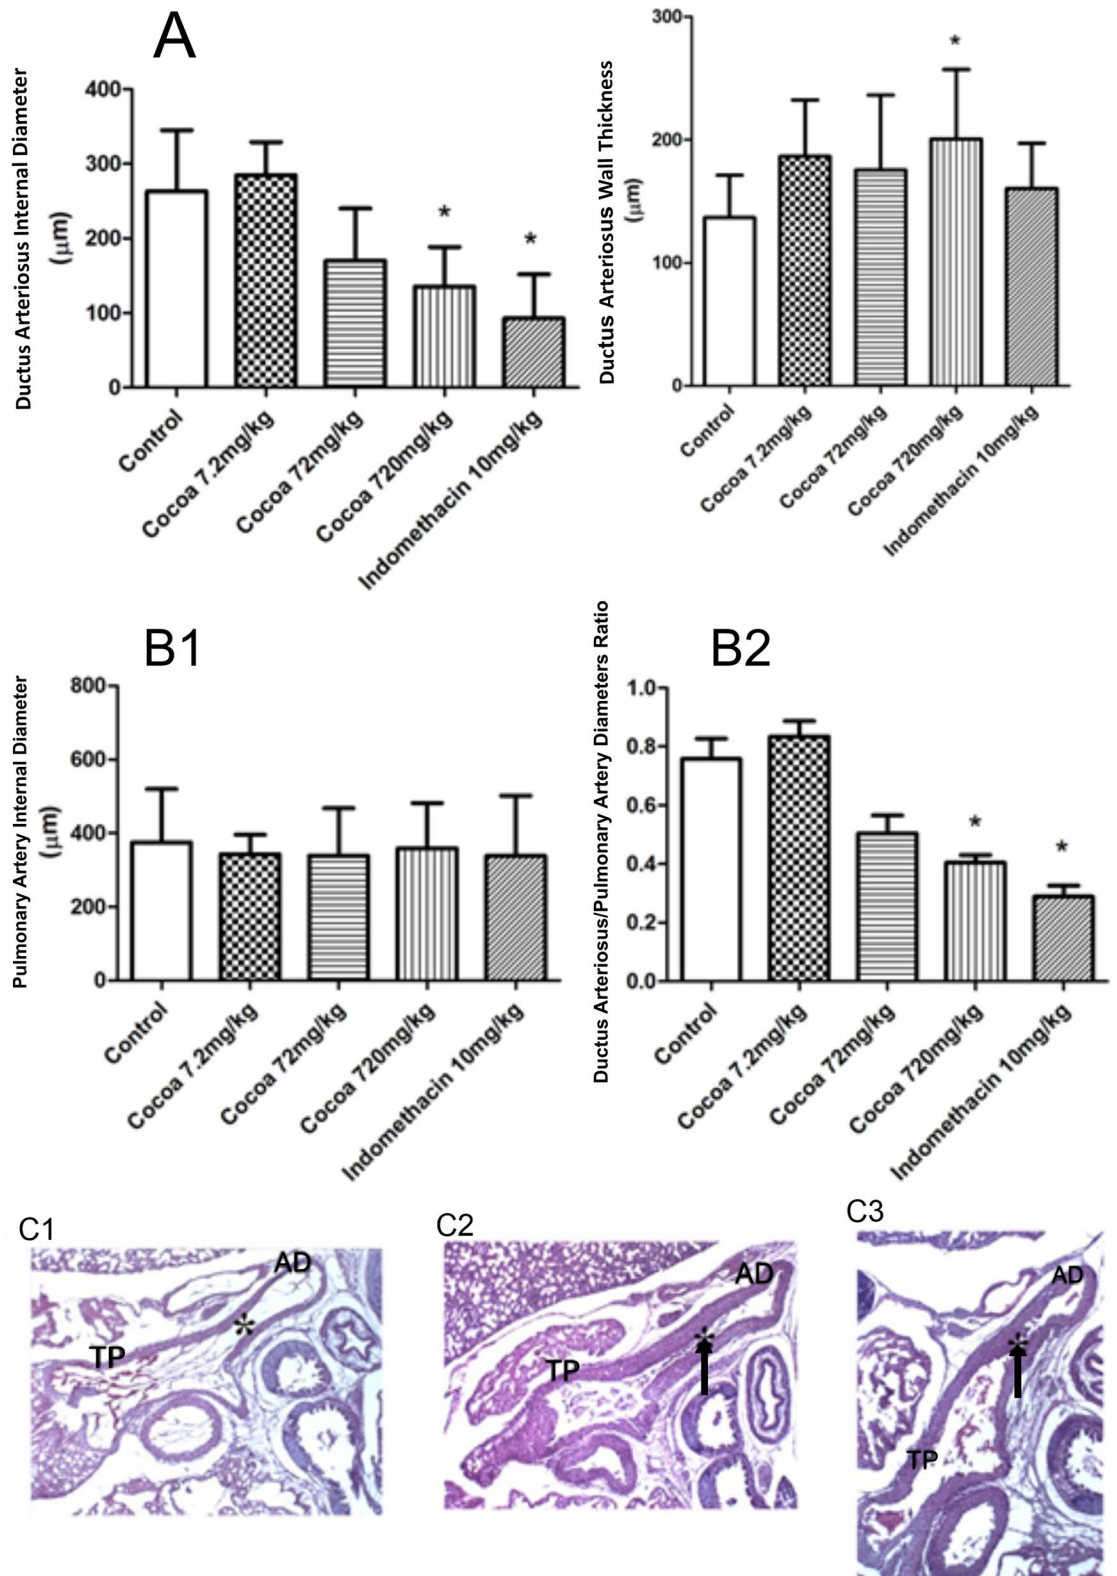 A
Ductus Arteriosus Internal Diameter
(μm)
400
300
200
100
0
*
*
Control
Cocoa 7.2mg/kg
Cocoa 72mg/kg
Cocoa 720mg/kg
Indomethacin 10mg/kg
Ductus Arteriosus Wall Thickness
(μm)
300
200
100
0
*
Control
Cocoa 7.2mg/kg
Cocoa 72mg/kg
Cocoa 720mg/kg
Indomethacin 10mg/kg
B1
Pulmonary Artery Internal Diameter
(μm)
800
600
400
200
0
Control
Cocoa 7.2mg/kg
Cocoa 72mg/kg
Cocoa 720mg/kg
Indomethacin 10mg/kg
B2
Ductus Arteriosus/Pulmonary Artery Diameters Ratio
1.0
0.8
0.6
0.4
0.2
0.0
*
*
Control
Cocoa 7.2mg/kg
Cocoa 72mg/kg
Cocoa 720mg/kg
Indomethacin 10mg/kg
C1
AD
*
TP
C2
AD
*
TP
C3
AD
*
TP